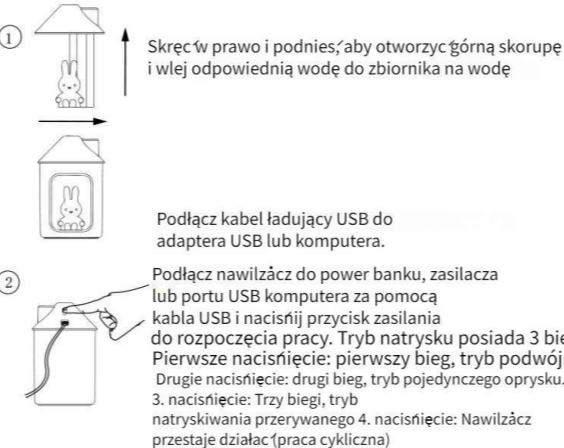 1
Skręć w prawo i podnieś, aby otworzyć górną skorupę
i wlej odpowiednią wodę do zbiornika na wodę
Podłącz kabel ładujący USB do
adaptera USB lub komputera.
2
Podłącz nawilżacz do power banku, zasilacza
lub portu USB komputera za pomocą
kabla USB i naciśnij przycisk zasilania
do rozpoczęcia pracy. Tryb natrysku posiada 3
Pierwsze naciśnięcie: pierwszy bieg, tryb
Drugie naciśnięcie: drugi bieg, tryb pojedynczego oprysku.
3. naciśnięcie: Trzy biegi, tryb
natryskiwania przerywanego 4. naciśnięcie: Nawilżacz
przestaje działać (praca cykliczna)